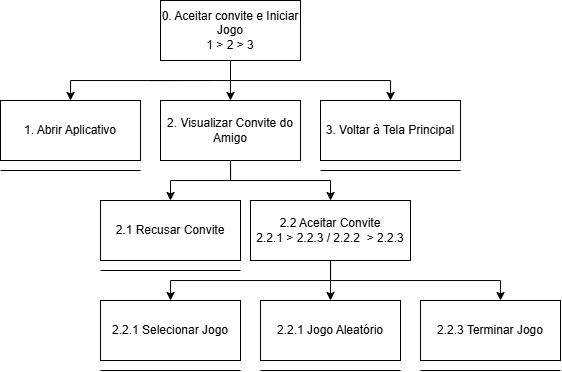 0. Aceitar convite e Iniciar
Jogo
1 > 2 > 3
1. Abrir Aplicativo
2. Visualizar Convite do
Amigo
3. Voltar à Tela Principal
2.1 Recusar Convite
2.2 Aceitar Convite
2.2.1 > 2.2.3 / 2.2.2 > 2.2.3
2.2.1 Selecionar Jogo
2.2.1 Jogo Aleatório
2.2.3 Terminar Jogo